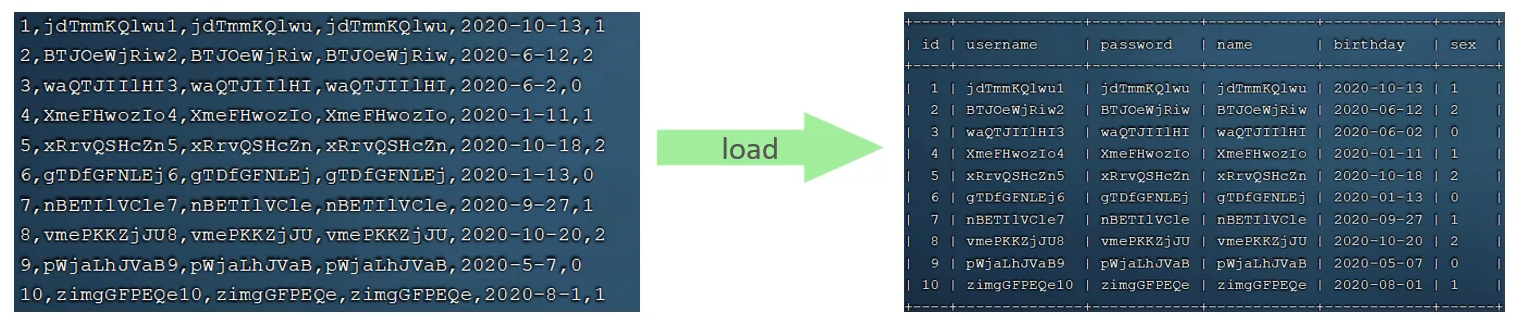 1,jdTmmKQlwu1,jdTmmKQlwu,jdTmmKQlwu,2020-10-13,1
2,BTJOeWjRiw2,BTJOeWjRiw,BTJOeWjRiw,2020-6-12,2
3,waQTJIIlHI3,waQTJIIlHI,waQTJIIlHI,2020-6-2,0
4,XmeFHwozIo4,XmeFHwozIo,XmeFHwozIo,2020-1-11,1
5,xRrvQSHcZn5,xRrvQSHcZn,xRrvQSHcZn,2020-10-18,2
6,gTDfGFNLEj6,gTDfGFNLEj,gTDfGFNLEj,2020-1-13,0
7,nBETIlVCle7,nBETIlVCle,nBETIlVCle,2020-9-27,1
8,vmePKKZjJU8,vmePKKZjJU,vmePKKZjJU,2020-10-20,2
9,pWjaLhJVaB9,pWjaLhJVaB,pWjaLhJVaB,2020-5-7,0
10,zimgGFPEQe10,zimgGFPEQe,zimgGFPEQe,2020-8-1,1
load
| id | username | password | name | birthday | sex |
| 1 | jdTmmKQlwu1 | jdTmmKQlwu | jdTmmKQlwu | 2020-10-13 | 1 |
| 2 | BTJOeWjRiw2 | BTJOeWjRiw | BTJOeWjRiw | 2020-06-12 | 2 |
| 3 | waQTJIIlHI3 | waQTJIIlHI | waQTJIIlHI | 2020-06-02 | 0 |
| 4 | XmeFHwozIo4 | XmeFHwozIo | XmeFHwozIo | 2020-01-11 | 1 |
| 5 | xRrvQSHcZn5 | xRrvQSHcZn | xRrvQSHcZn | 2020-10-18 | 2 |
| 6 | gTDfGFNLEj6 | gTDfGFNLEj | gTDfGFNLEj | 2020-01-13 | 0 |
| 7 | nBETIlVCle7 | nBETIlVCle | nBETIlVCle | 2020-09-27 | 1 |
| 8 | vmePKKZjJU8 | vmePKKZjJU | vmePKKZjJU | 2020-10-20 | 2 |
| 9 | pWjaLhJVaB9 | pWjaLhJVaB | pWjaLhJVaB | 2020-05-07 | 0 |
| 10 | zimgGFPEQe10 | zimgGFPEQe | zimgGFPEQe | 2020-08-01 | 1 |